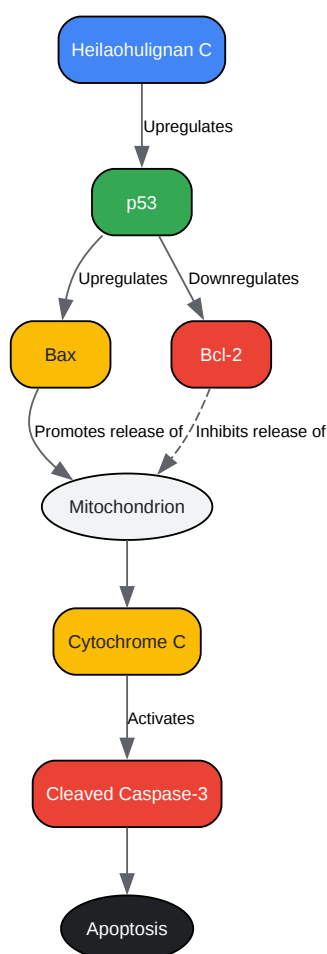 Heilaohulignan C
Upregulates
p53
Upregulates
Downregulates
Bax
Bcl-2
Promotes release of
Inhibits release of
Mitochondrion
Cytochrome C
Activates
Cleaved Caspase-3
Apoptosis